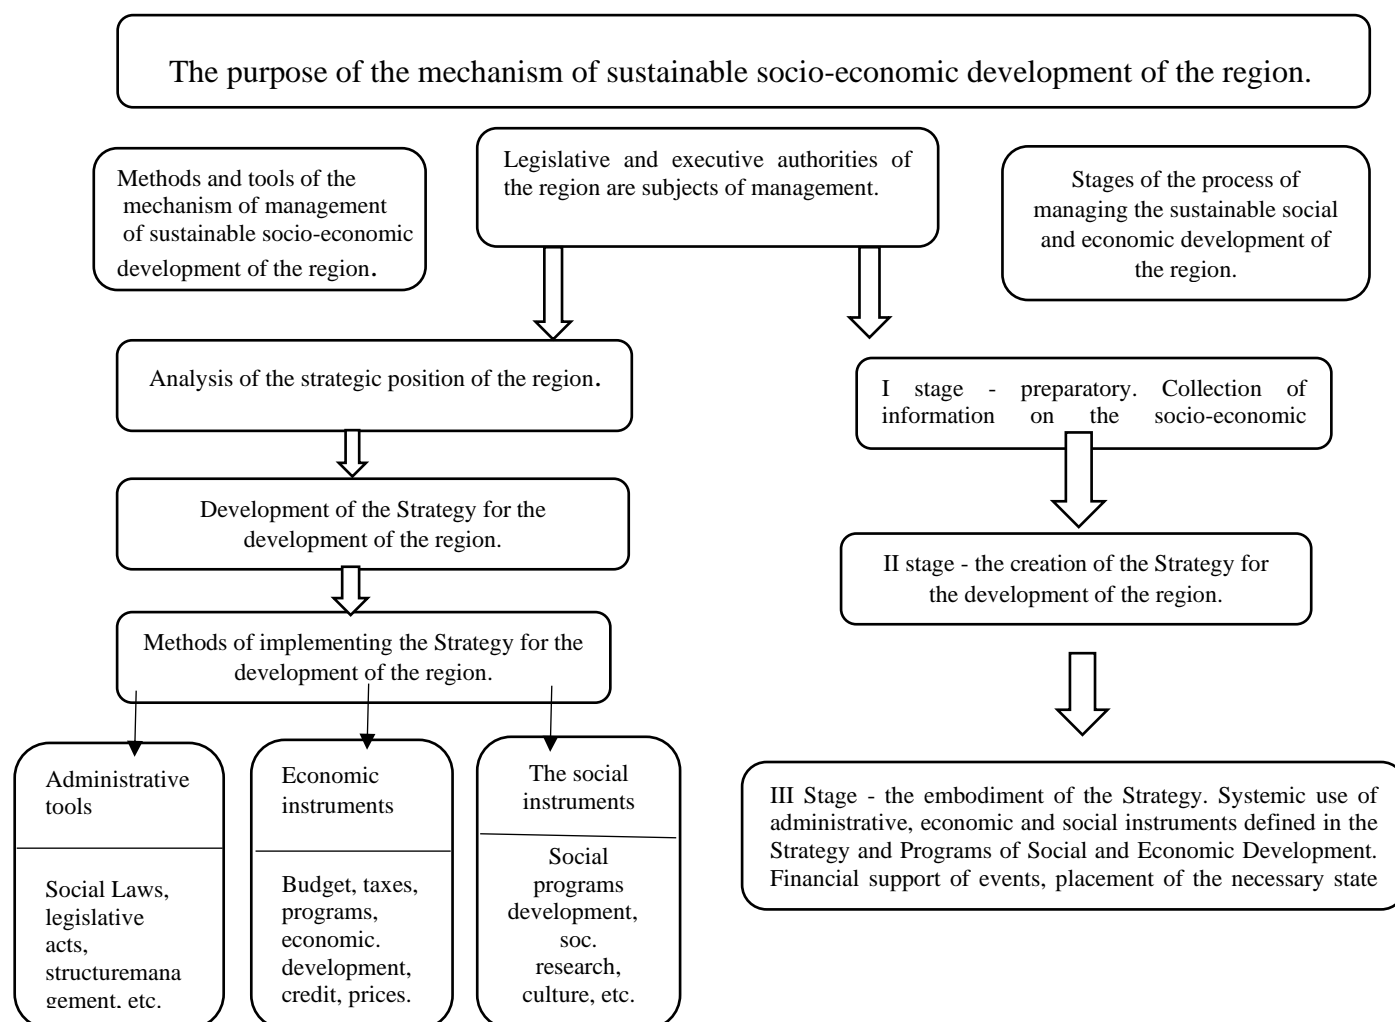 The purpose of the mechanism of sustainable socio-economic development of the region.
Methods and tools of the
mechanism of management
of sustainable socio-economic
development of the region.
Legislative and executive authorities of
the region are subjects of management.
Stages of the process of
managing the sustainable social
and economic development of
the region.
Analysis of the strategic position of the region.
I stage - preparatory. Collection of
information on the socio-economic
Development of the Strategy for the
development of the region.
II stage - the creation of the Strategy for
the development of the region.
Methods of implementing the Strategy for the
development of the region.
Administrative
tools
Social Laws,
legislative
acts,
structuremana
gement, etc.
Economic
instruments
Budget, taxes,
programs,
economic.
development,
credit, prices.
The social
instruments
Social
programs
development,
soc.
research,
culture, etc.
III Stage - the embodiment of the Strategy. Systemic use of
administrative, economic and social instruments defined in the
Strategy and Programs of Social and Economic Development.
Financial support of events, placement of the necessary state